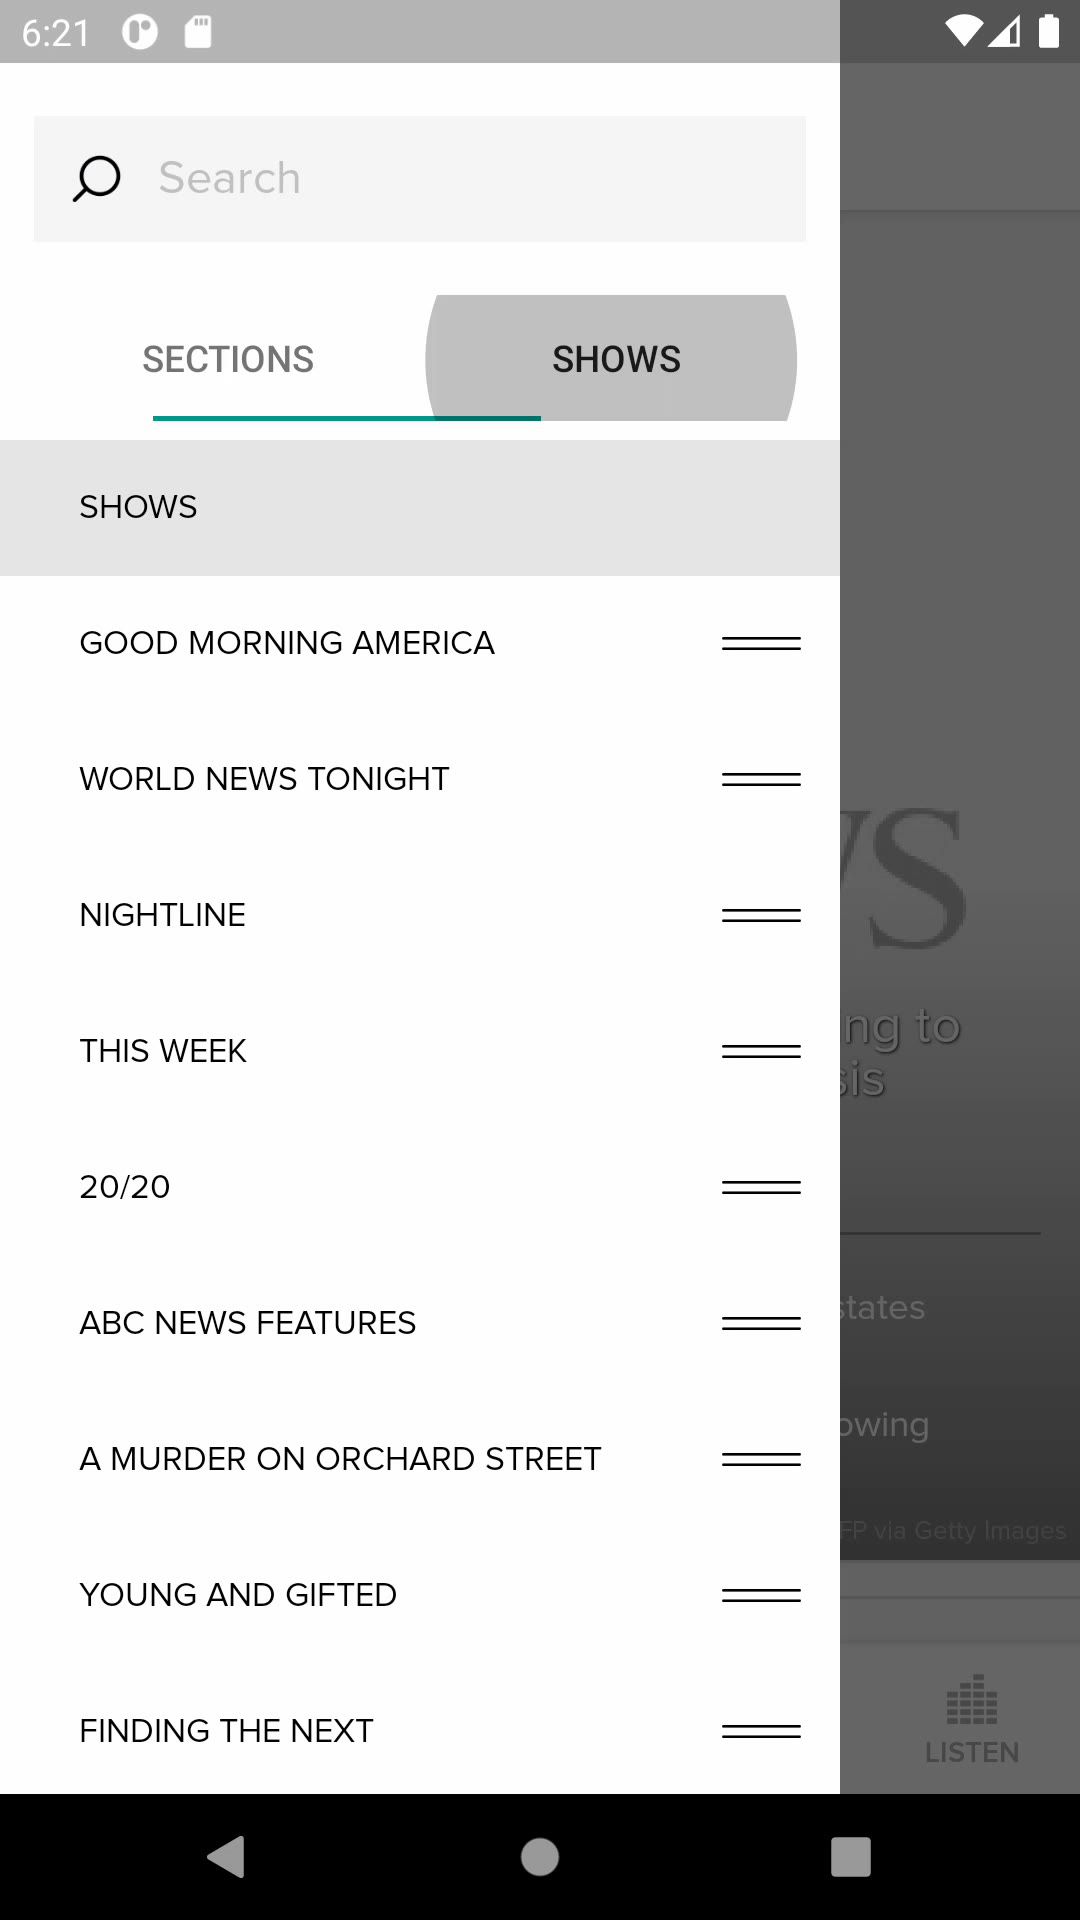 6:21
Search
SECTIONS
SHOWS
SHOWS
GOOD MORNING AMERICA
WORLD NEWS TONIGHT
NIGHTLINE
THIS WEEK
20/20
ABC NEWS FEATURES
A MURDER ON ORCHARD STREET
YOUNG AND GIFTED
FINDING THE NEXT
S
ng to
sis
states
owing
FP via Getty Images
LISTEN